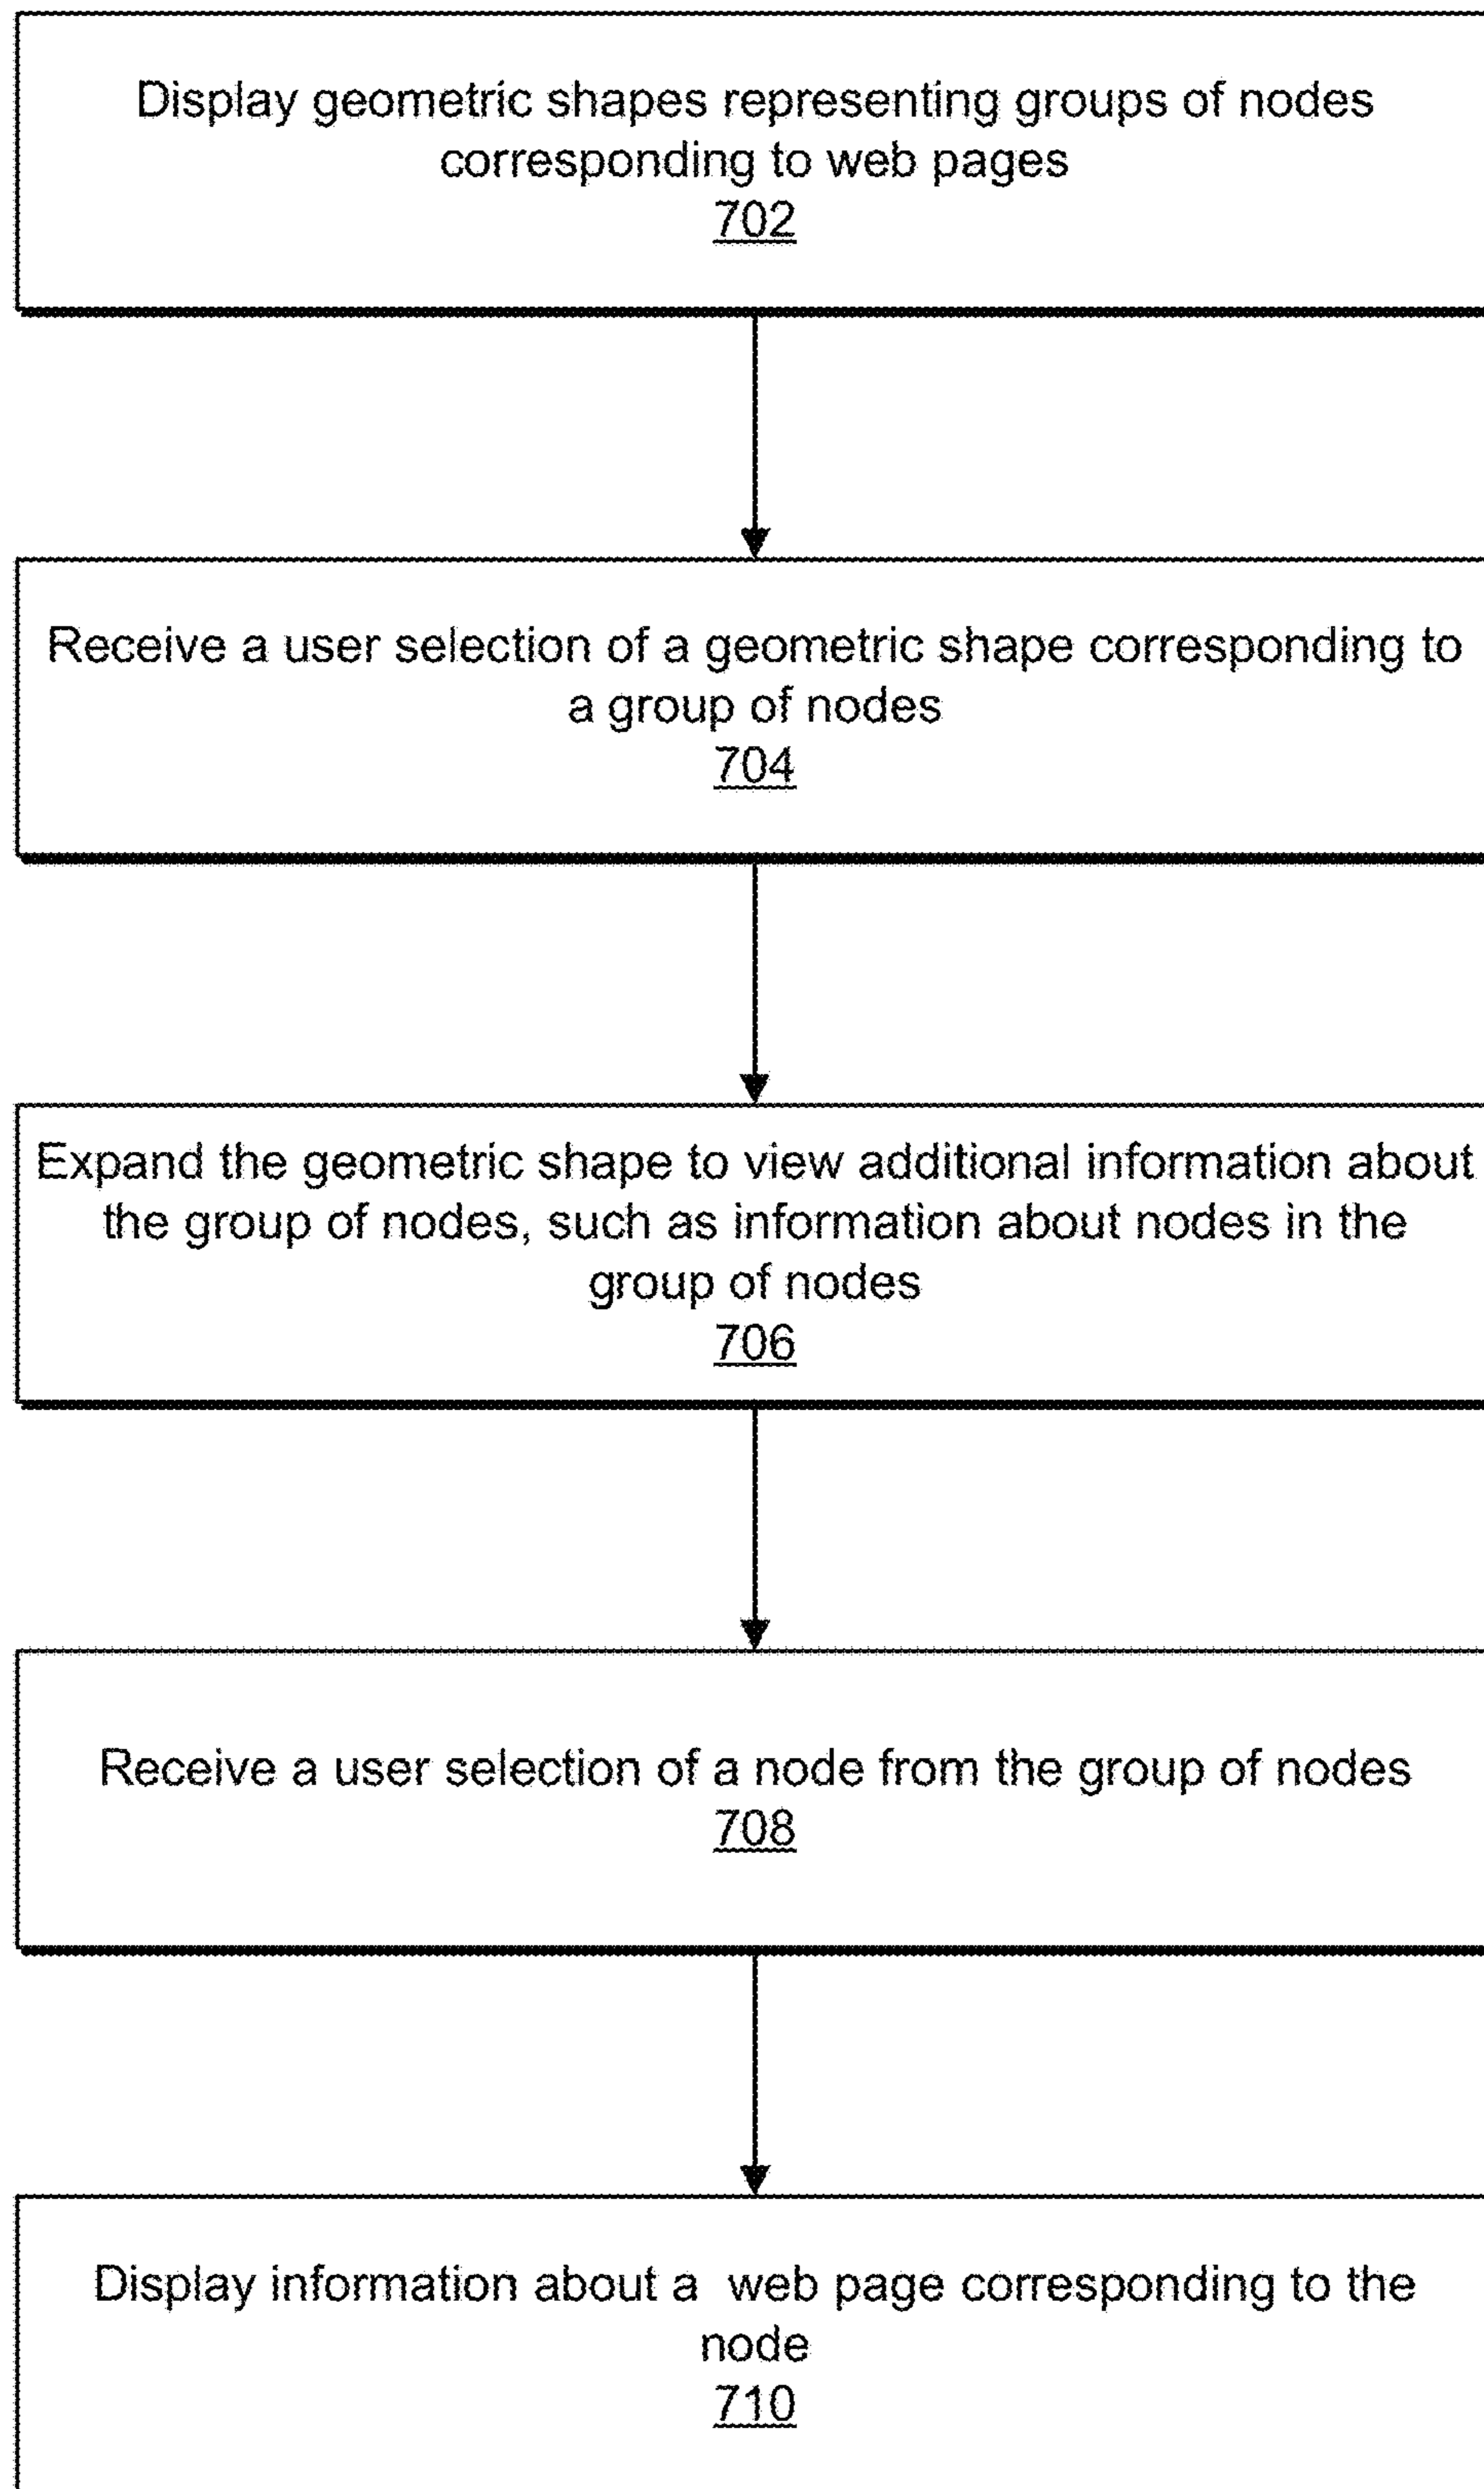 Display geometric shapes representing groups of nodes
corresponding to web pages
702
Receive a user selection of a geometric shape corresponding to
a group of nodes
704
Expand the geometric shape to view additional information about
the group of nodes, such as information about nodes in the
group of nodes
706
Receive a user selection of a node from the group of nodes
708
Display information about a web page corresponding to the
node
710